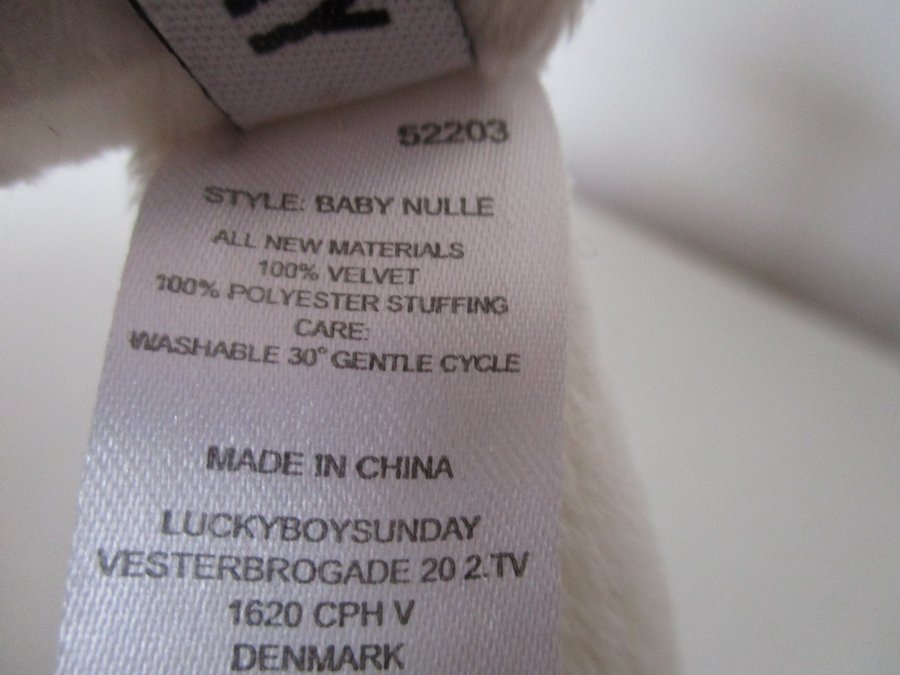 52203
STYLE: BABY NULLE
ALL NEW MATERIALS
100% VELVET
100% POLYESTER STUFFING
CARE:
WASHABLE 30° GENTLE CYCLE
MADE IN CHINA
LUCKYBOYSUNDAY
VESTERBROGADE 20 2.TV
1620 CPH V
DENMARK